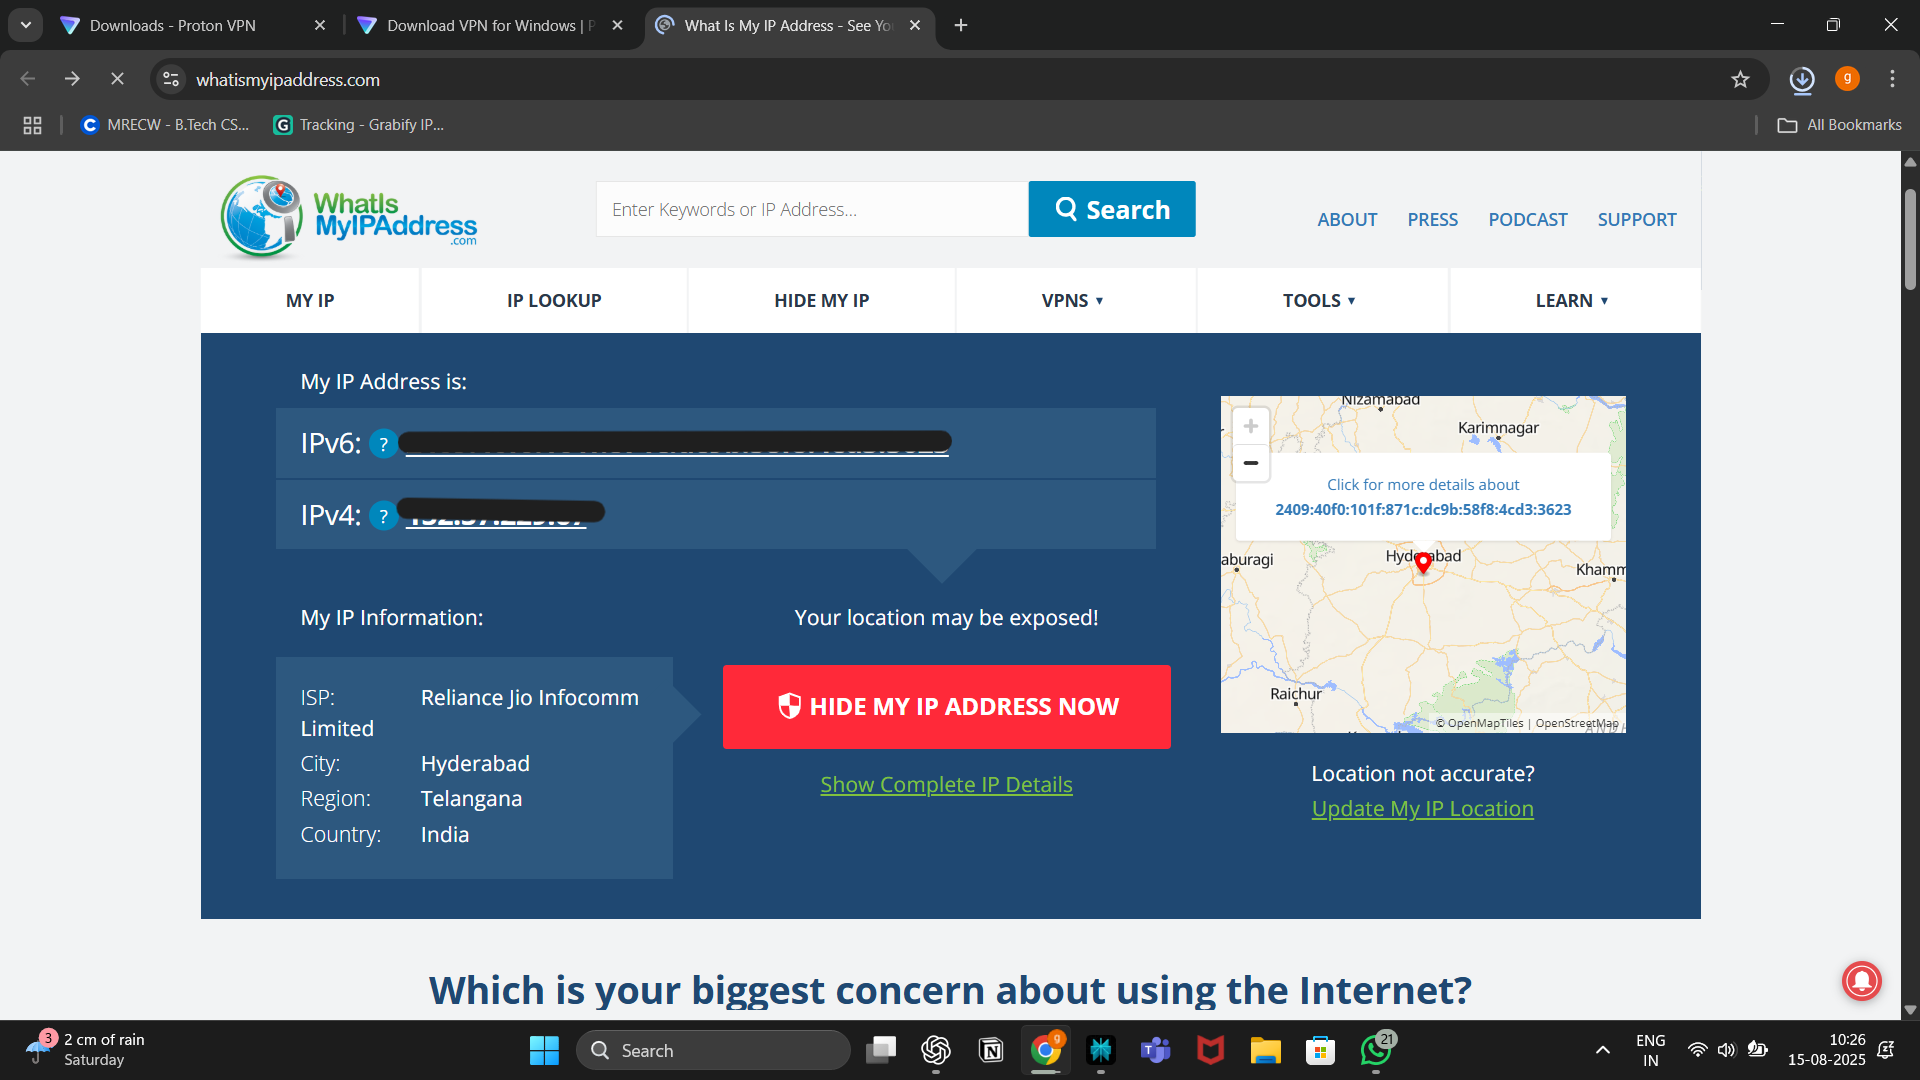 Downloads - Proton VPN
Download VPN for Windows | P
What Is My IP Address - See Yo
whatismyipaddress.com
g
MRECW - B.Tech CS...
Tracking - Grabify IP...
All Bookmarks
WhatIs
MyIPAddress
.com
Enter Keywords or IP Address...
Search
ABOUT
PRESS
PODCAST
SUPPORT
MY IP
IP LOOKUP
HIDE MY IP
VPNS
TOOLS
LEARN
My IP Address is:
IPv6: ?
IPv4: ?
My IP Information:
ISP: Reliance Jio Infocomm
Limited
City: Hyderabad
Region: Telangana
Country: India
Your location may be exposed!
HIDE MY IP ADDRESS NOW
Show Complete IP Details
Nizamabad
Karimnagar
Click for more details about
2409:40f0:101f:871c:dc9b:58f8:4cd3:3623
aburagi
Hyderabad
Khamm
Raichur
© OpenMapTiles | OpenStreetMap
Location not accurate?
Update My IP Location
Which is your biggest concern about using the Internet?
3
2 cm of rain
Saturday
Search
g
21
ENG
IN
10:26
15-08-2025